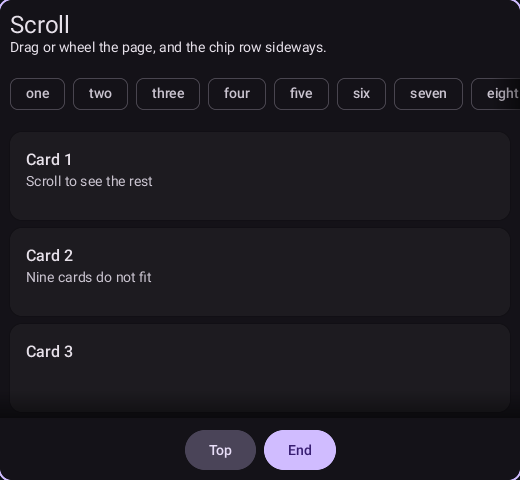 Scroll
Drag or wheel the page, and the chip row sideways.
one two three four five six seven eight
Card 1
Scroll to see the rest
Card 2
Nine cards do not fit
Card 3
Top End